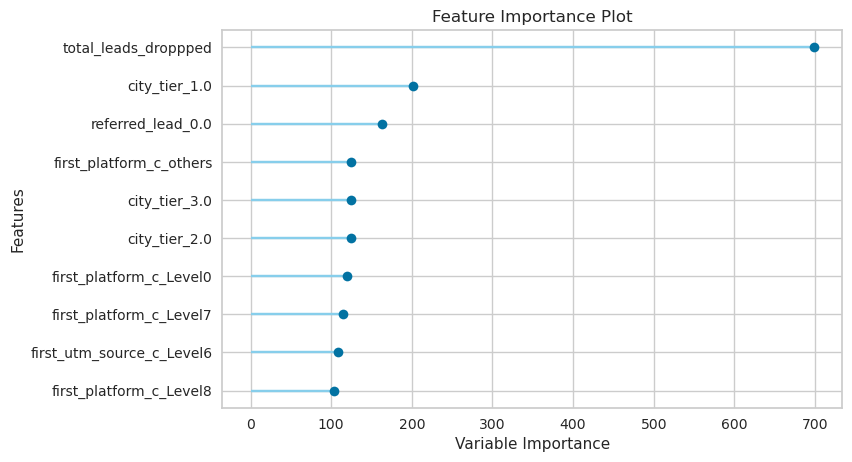 Feature Importance Plot
Features
total_leads_droppped
city_tier_1.0
referred_lead_0.0
first_platform_c_others
city_tier_3.0
city_tier_2.0
first_platform_c_Level0
first_platform_c_Level7
first_utm_source_c_Level6
first_platform_c_Level8
0 100 200 300 400 500 600 700
Variable Importance